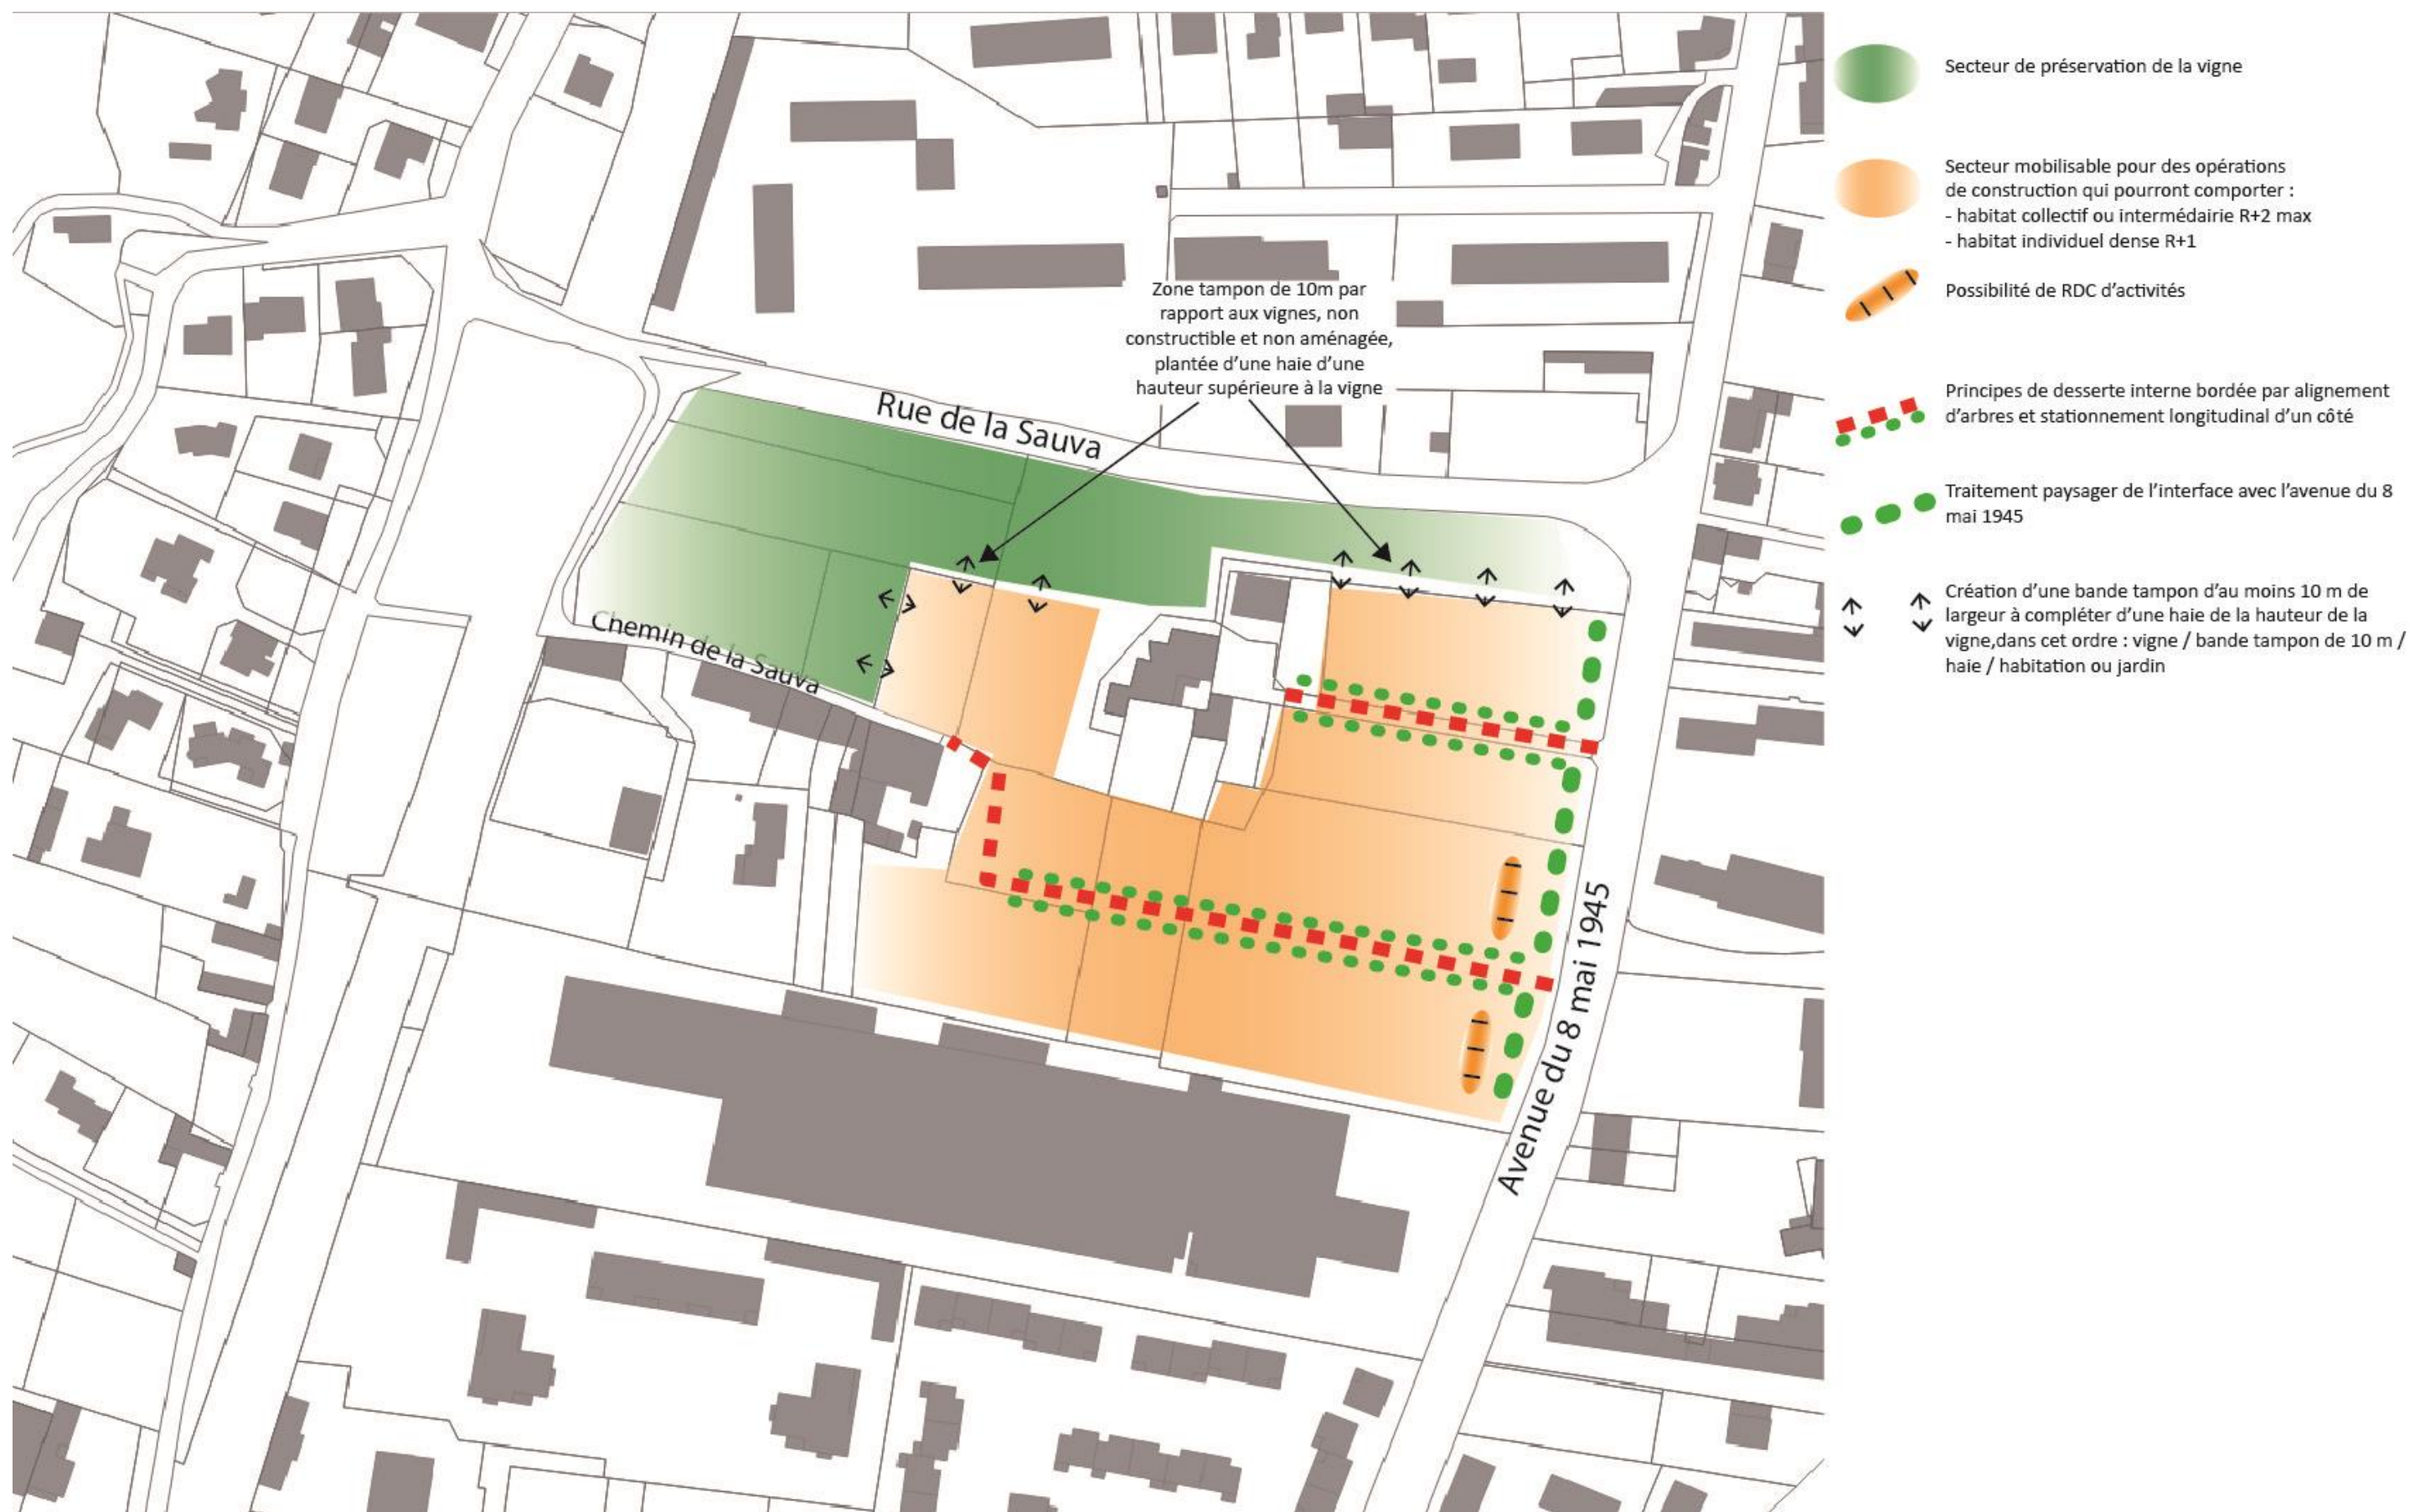 Zone tampon de 10m par
rapport aux vignes, non
constructible et non aménagée,
plantée d'une haie d'une
hauteur supérieure à la vigne
Rue de la Sauva
Chemin de la Sauva
Avenue du 8 mai 1945
Secteur de préservation de la vigne
Secteur mobilisable pour des opérations
de construction qui pourront comporter :
- habitat collectif ou intermédairie R+2 max
- habitat individuel dense R+1
Possibilité de RDC d'activités
Principes de desserte interne bordée par alignement
d'arbres et stationnement longitudinal d'un côté
Traitement paysager de l'interface avec l'avenue du 8
mai 1945
Création d'une bande tampon d'au moins 10 m de
largeur à compléter d'une haie de la hauteur de la
vigne,dans cet ordre : vigne / bande tampon de 10 m /
haie / habitation ou jardin